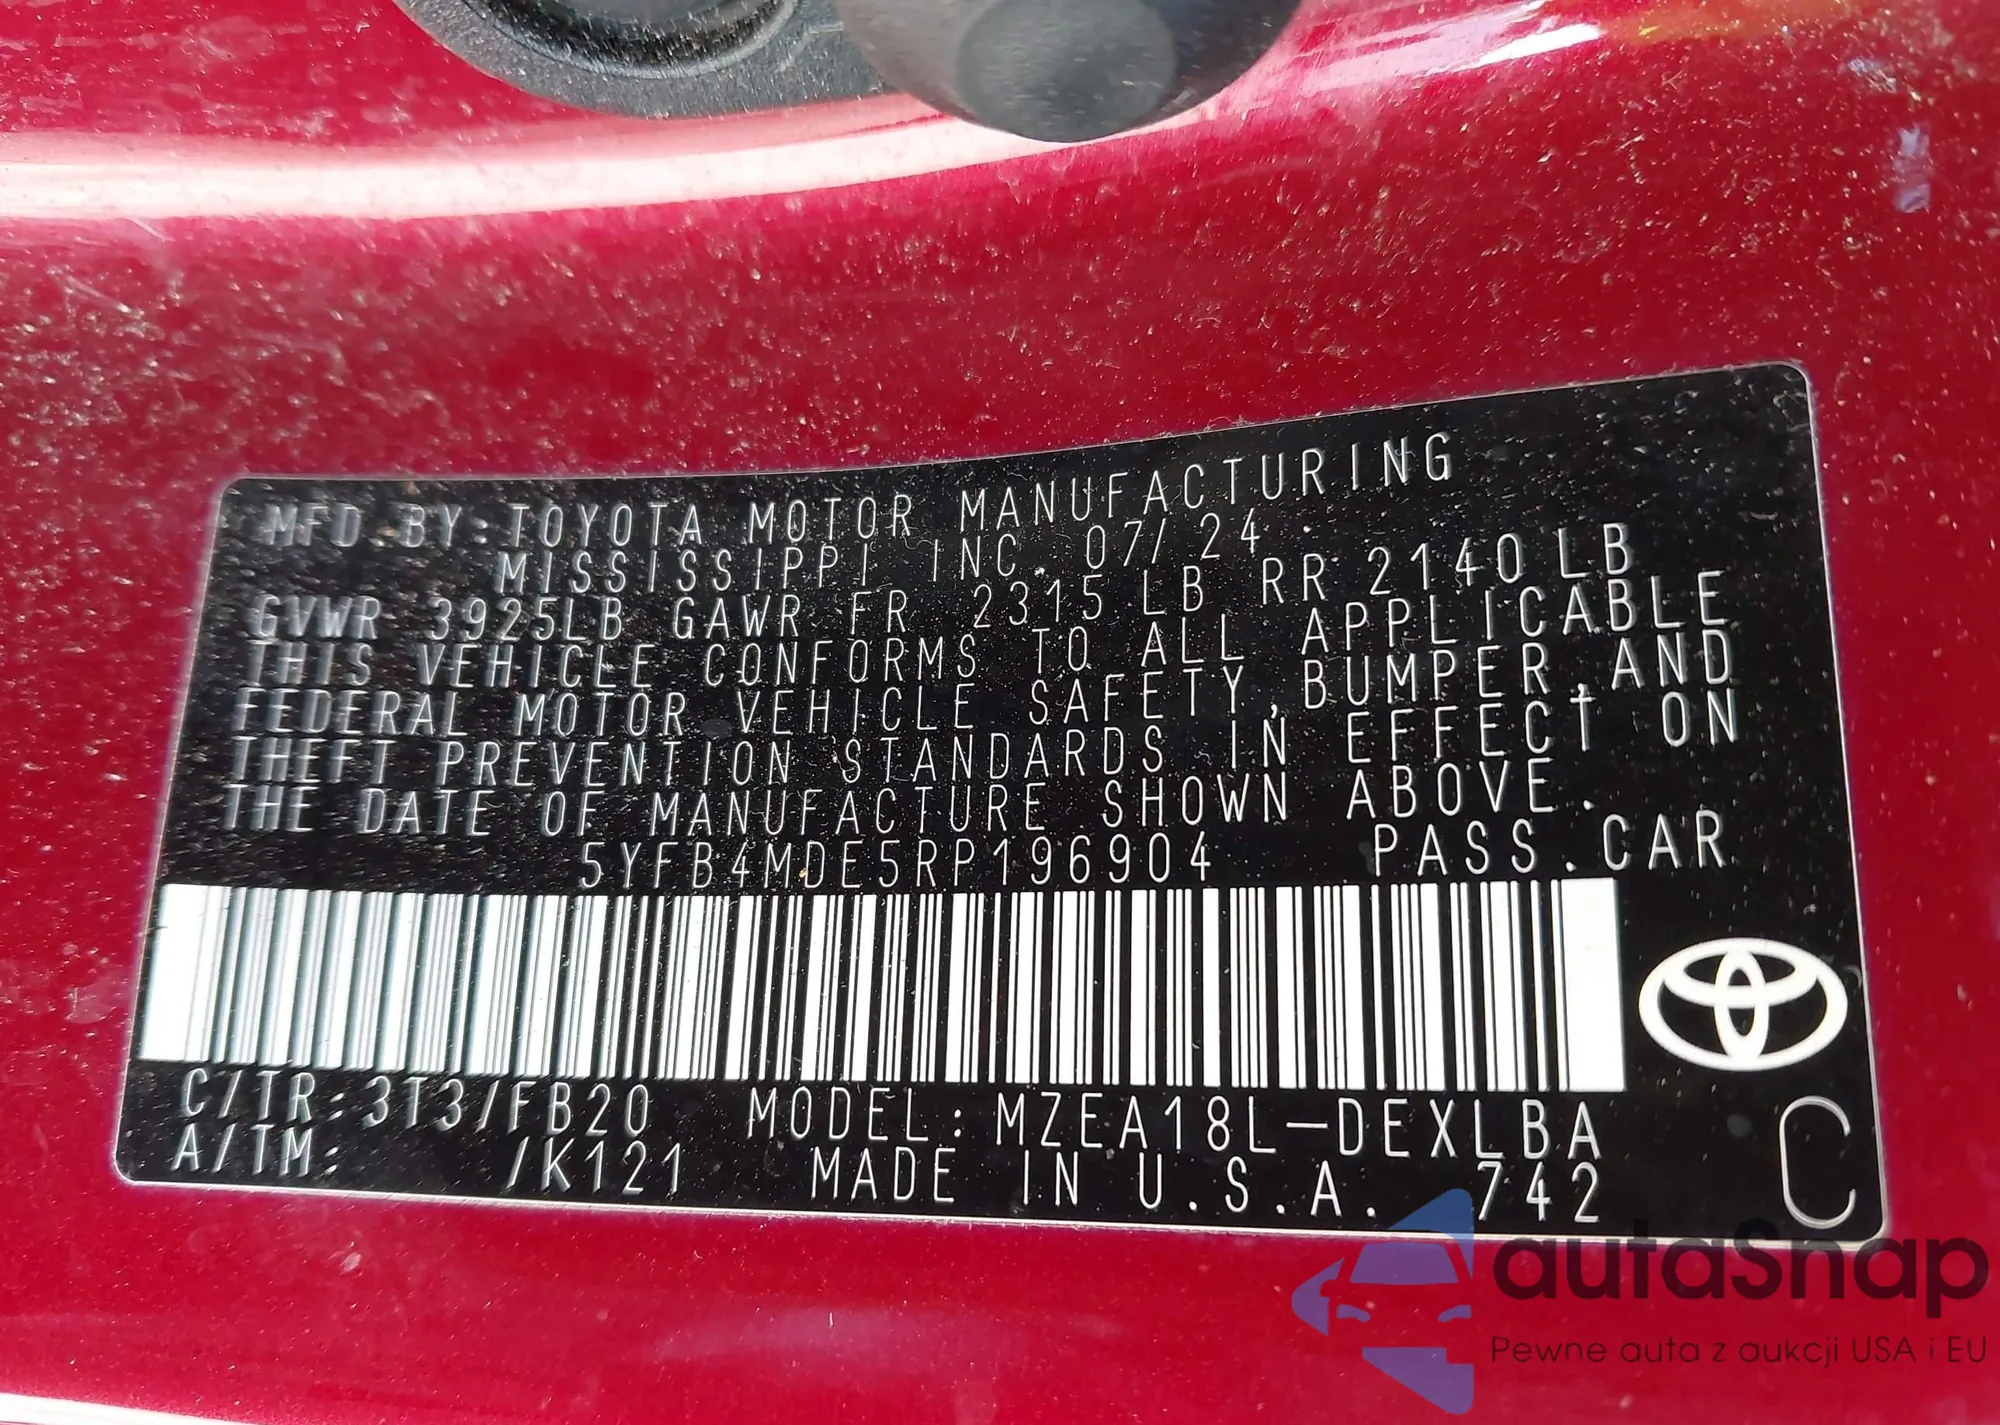 MFD.BY:TOYOTA MOTOR MANUFACTURING
MISSISSIPPI INC. 07/24
GVWR 3925LB GAWR FR 2315 LB RR 2140 LB
THIS VEHICLE CONFORMS TO ALL APPLICABLE
FEDERAL MOTOR VEHICLE SAFETY,BUMPER,AND
THEFT PREVENTION STANDARDS IN EFFECT ON
THE DATE OF MANUFACTURE SHOWN ABOVE.
5YFB4MDE5RP196904 PASS.CAR
C/TR:3T3/FB20 MODEL:MZEA18L-DEXLBA
A/TM: /K121 MADE IN U.S.A. 742
C
autaSnap
Pewne auta z aukcji USA i EU